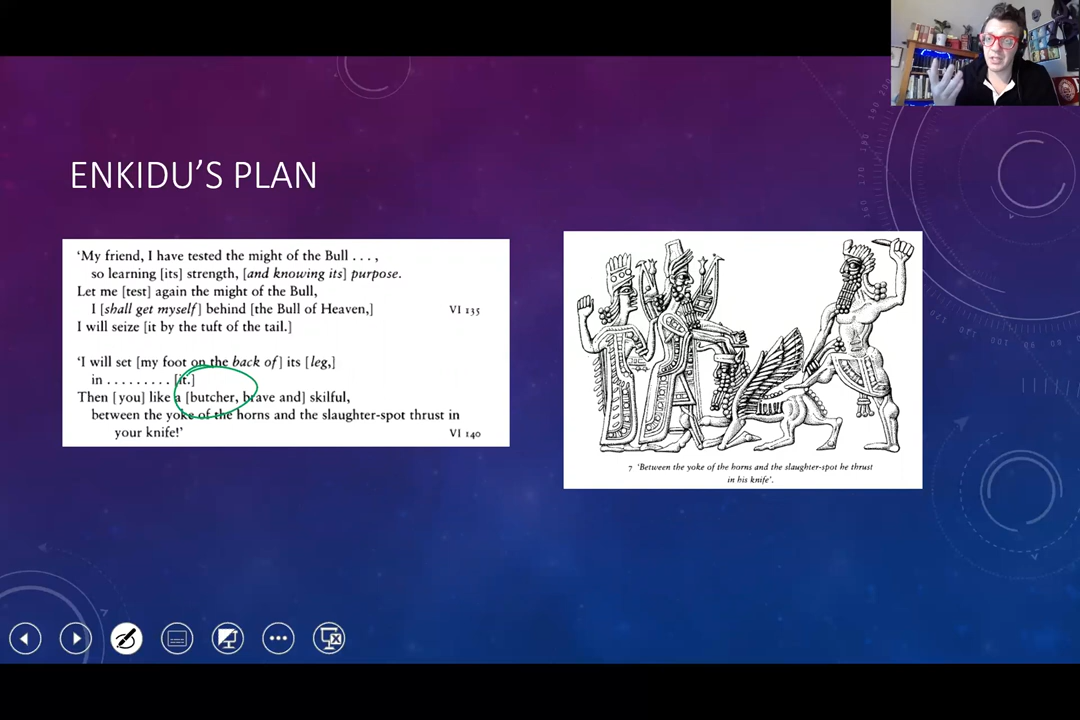 ENKIDU'S PLAN
'My friend, I have tested the might of the Bull . . . ,
so learning [its] strength, [and knowing its] purpose.
Let me [test] again the might of the Bull,
I [shall get myself] behind [the Bull of Heaven,] VI 135
I will seize [it by the tuft of the tail.]
'I will set [my foot on the back of] its [leg,]
in . . . . . . . . . [it.]
Then [you] like a [butcher, brave and] skilful,
between the yoke of the horns and the slaughter-spot thrust in
your knife!' VI 140
7 'Between the yoke of the horns and the slaughter-spot he thrust
in his knife'.